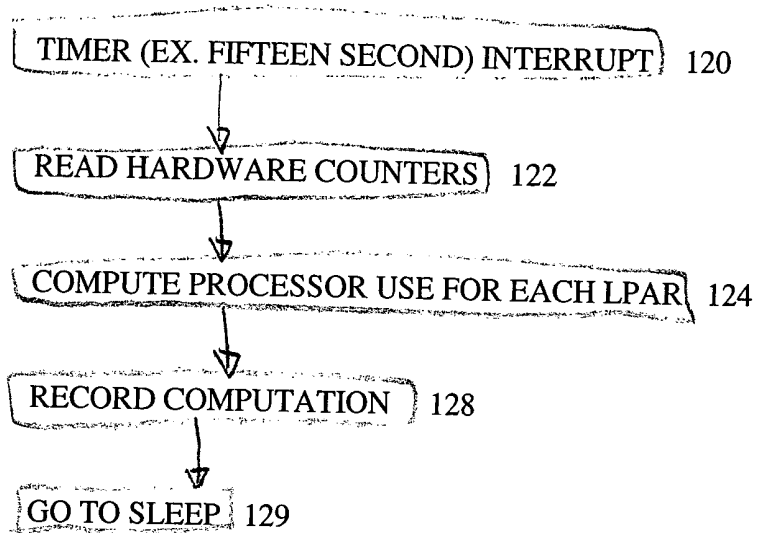 TIMER (EX. FIFTEEN SECOND) INTERRUPT 120
READ HARDWARE COUNTERS 122
COMPUTE PROCESSOR USE FOR EACH LPAR 124
RECORD COMPUTATION 128
GO TO SLEEP 129